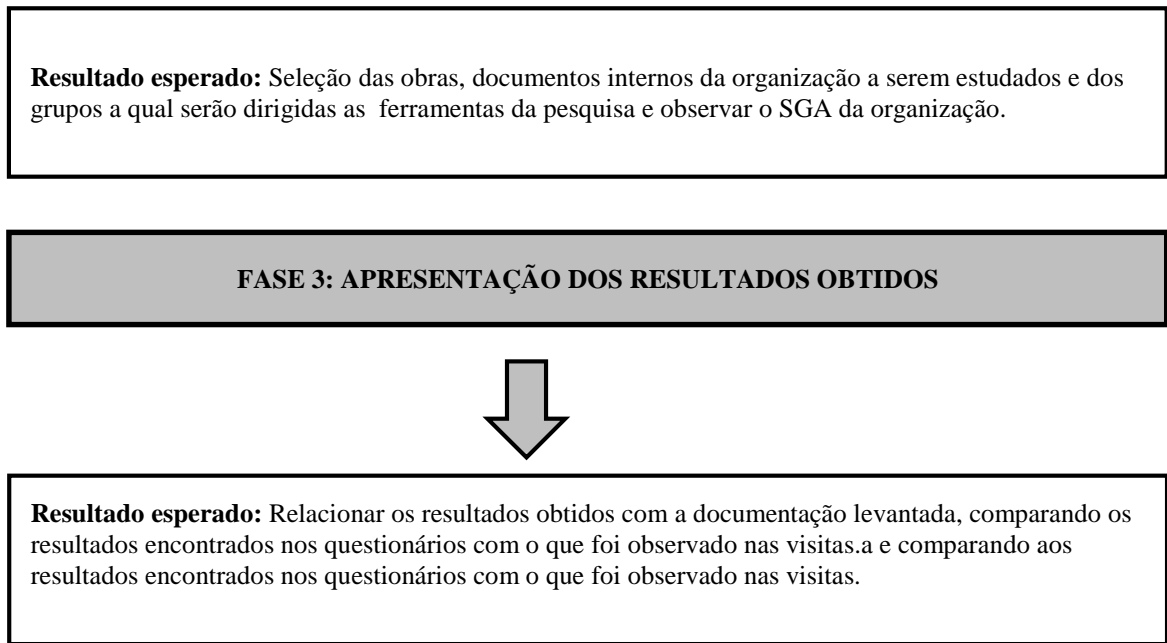 Resultado esperado: Seleção das obras, documentos internos da organização a serem estudados e dos
grupos a qual serão dirigidas as ferramentas da pesquisa e observar o SGA da organização.
FASE 3: APRESENTAÇÃO DOS RESULTADOS OBTIDOS
Resultado esperado: Relacionar os resultados obtidos com a documentação levantada, comparando os
resultados encontrados nos questionários com o que foi observado nas visitas.a e comparando aos
resultados encontrados nos questionários com o que foi observado nas visitas.